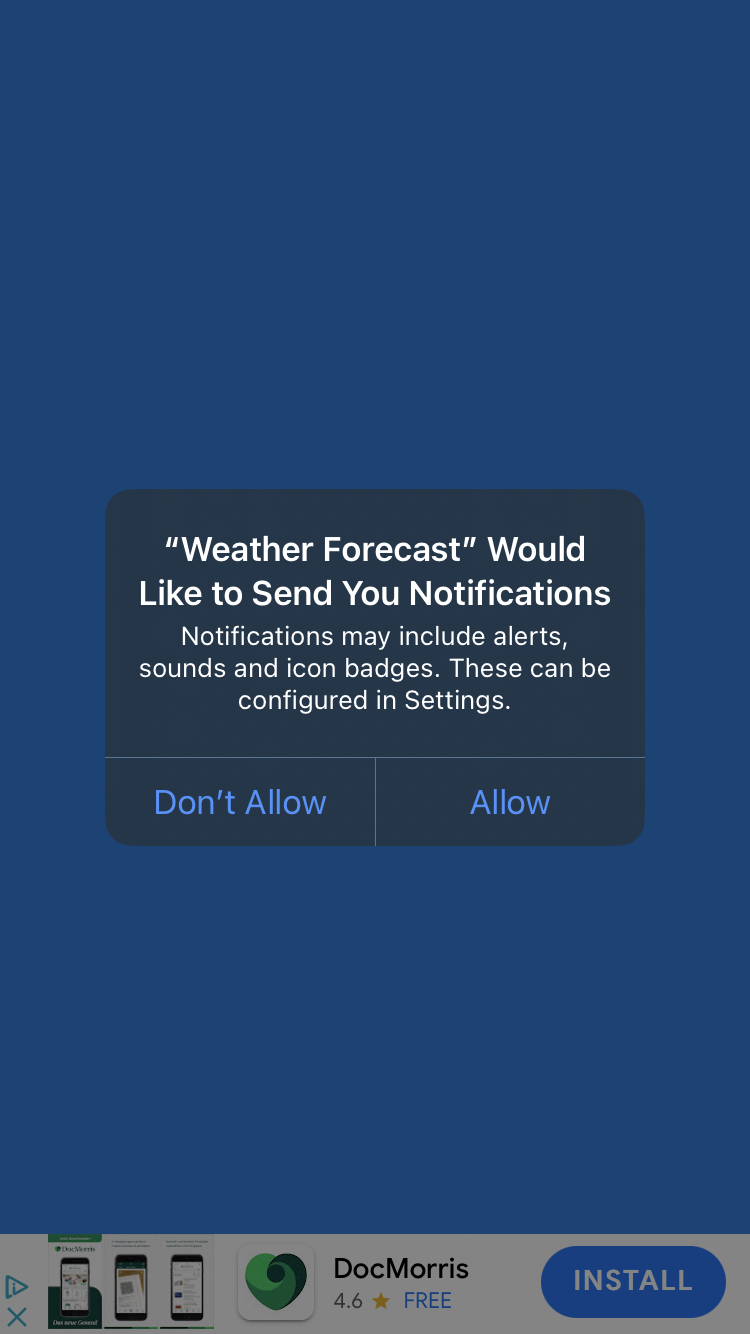 “Weather Forecast” Would
Like to Send You Notifications
Notifications may include alerts,
sounds and icon badges. These can be
configured in Settings.
Don’t Allow
Allow
DocMorris
Das neue Gesund
DocMorris
4.6
FREE
INSTALL